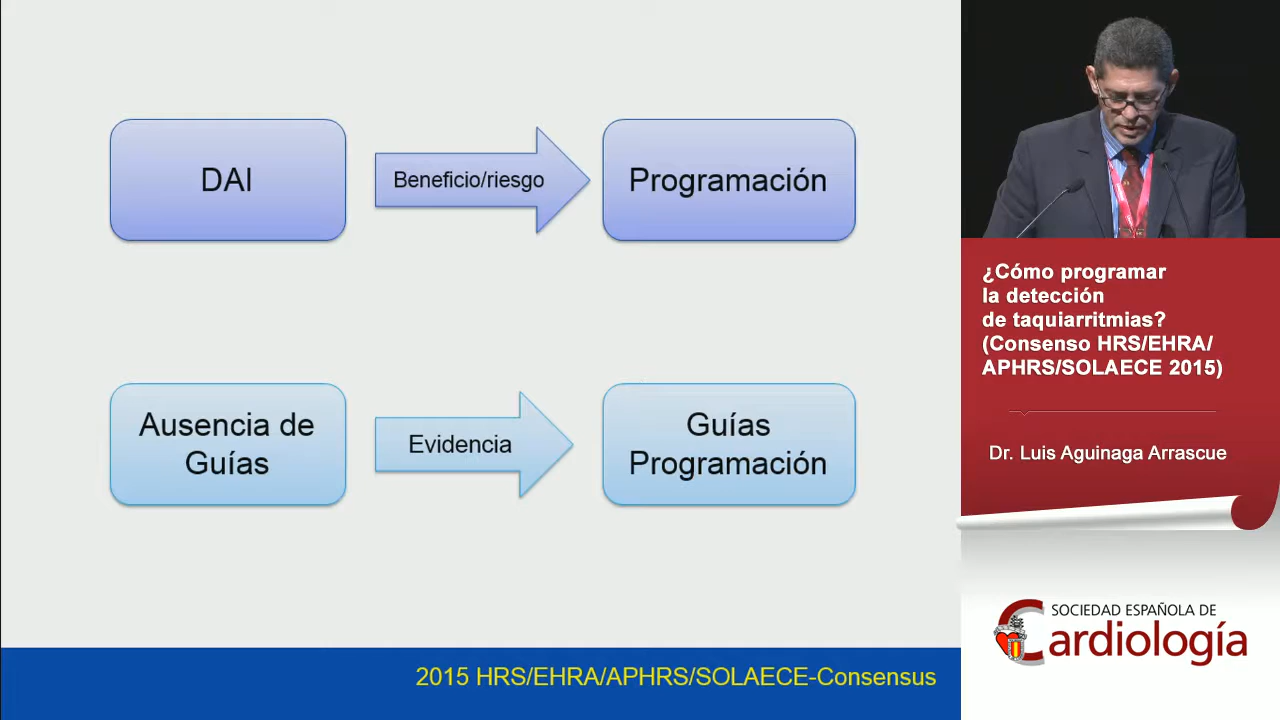 DAI
Beneficio/riesgo
Programación
Ausencia de
Guías
Evidencia
Guías
Programación
2015 HRS/EHRA/APHRS/SOLAECE-Consensus
¿Cómo programar
la detección
de taquiarritmias?
(Consenso HRS/EHRA/
APHRS/SOLAECE 2015)
Dr. Luis Aguinaga Arrascue
SOCIEDAD ESPAÑOLA DE
Cardiología